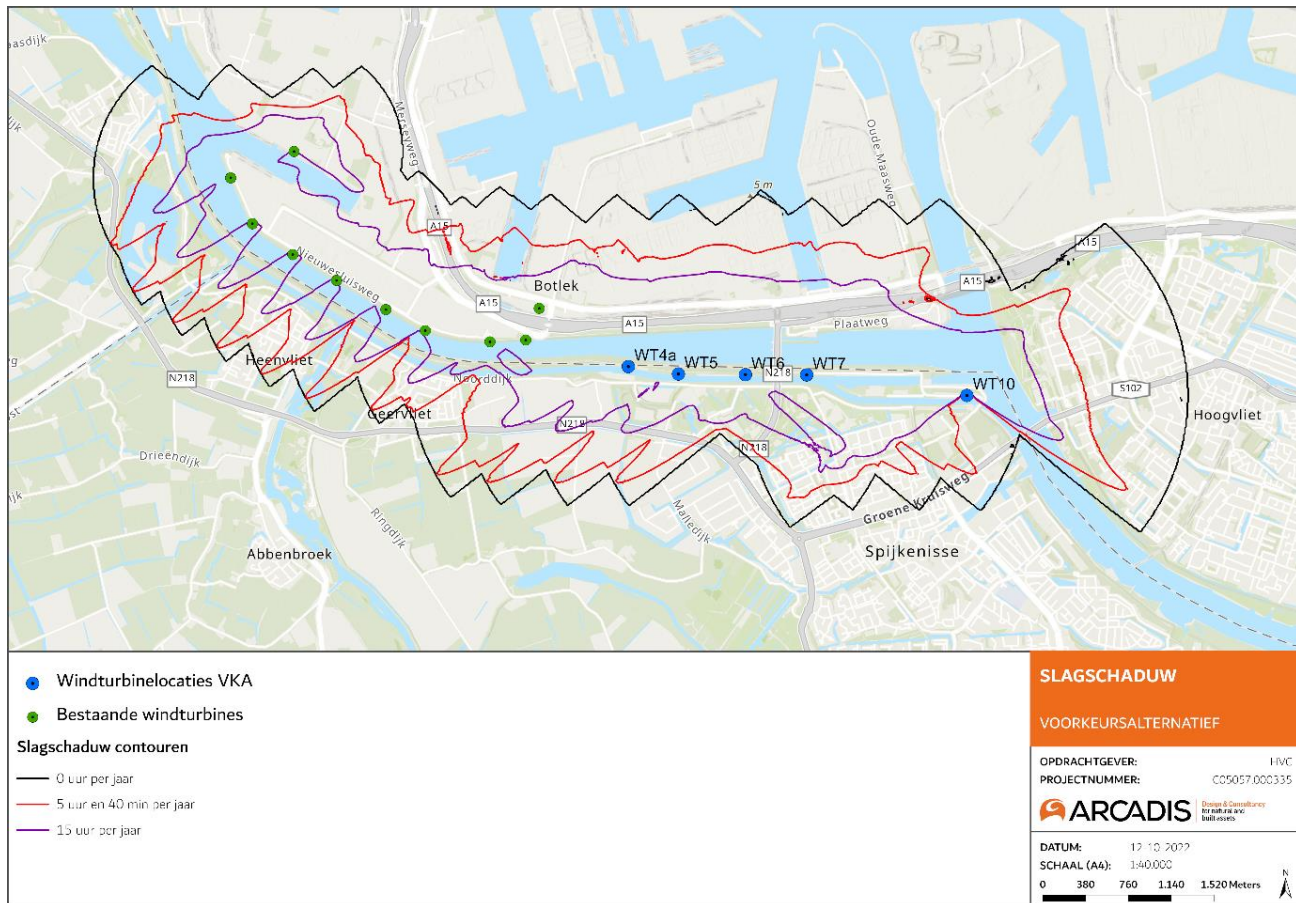 aasdijk
Merseyweg
Oude Maasweg
5 m
A15
A15
A15
Nieuwesluisweg
Botlek
A15
A15
Plaatweg
WT4a
WT5
WT6
WT7
N218
Heenvliet
N218
Noorddijk
WT10
S102
Hoogvliet
Geervliet
N218
N218
Drieëndijk
Ringdijk
Malledijk
Groene Kruisweg
Abbenbroek
Spijkenisse
Windturbinelocaties VKA
Bestaande windturbines
Slagschaduw contouren
0 uur per jaar
5 uur en 40 min per jaar
15 uur per jaar
SLAGSCHADUW
VOORKEURSALTERNATIEF
OPDRACHTGEVER: HVC
PROJECTNUMMER: C05057.000335
ARCADIS Design & Consultancy
for natural and
built assets
DATUM: 12-10-2022
SCHAAL (A4): 1:40.000
0 380 760 1.140 1.520 Meters
N